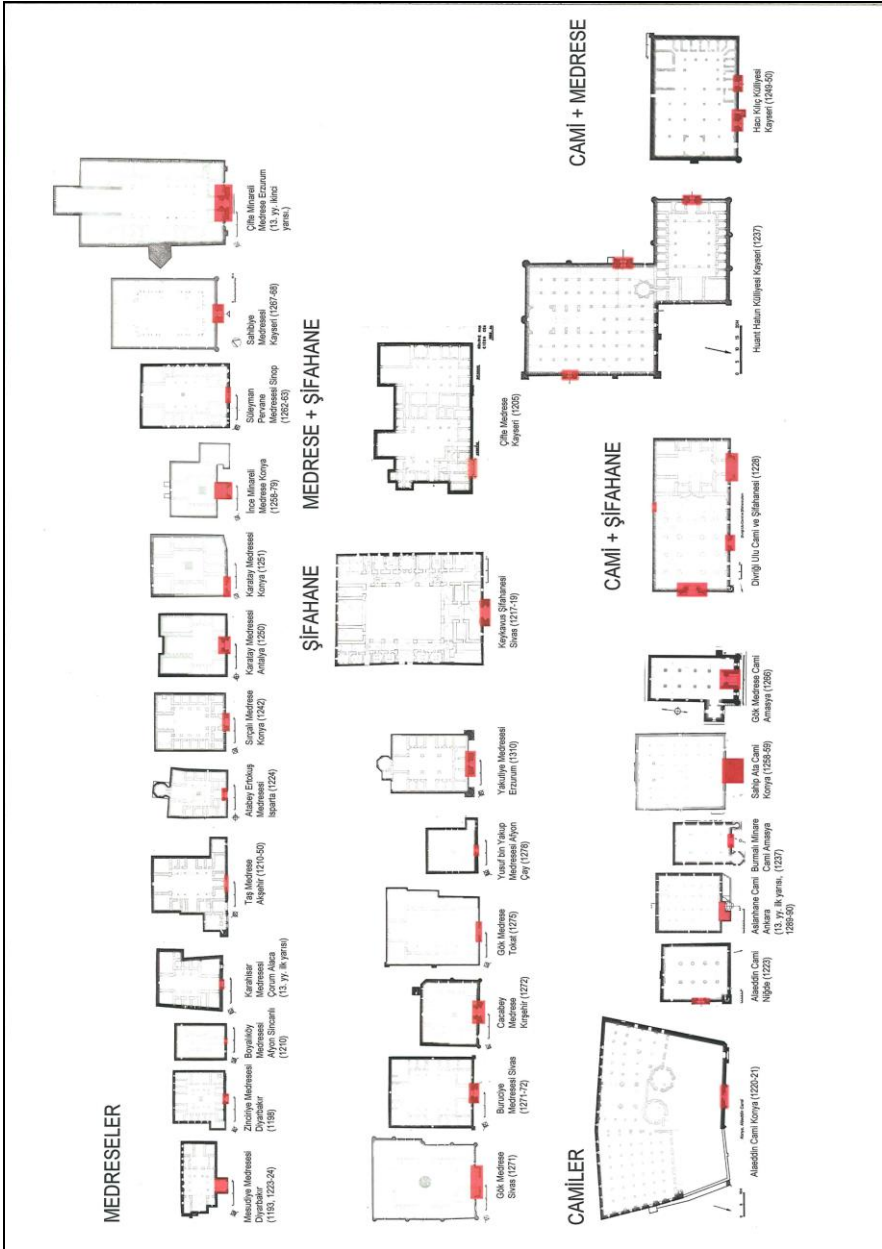 MEDRESELER
Mesudiye Medresesi
Diyarbakır
(1193, 1223-24)
Zinciriye Medresesi
Diyarbakır
(1198)
Boyalıköy
Medresesi
Afyon Sincanlı
(1210)
Karahisar
Medresesi
Çorum Alaca
(13. yy. ilk yarısı)
Taş Medrese
Akşehir (1210-50)
Atabey Ertokuş
Medresesi
Isparta (1224)
Sırçalı Medrese
Konya (1242)
Karatay Medresesi
Antalya (1250)
Karatay Medresesi
Konya (1251)
İnce Minareli
Medrese Konya
(1258-79)
Süleyman
Pervane
Medresesi Sinop
(1262-63)
Sahibiye
Medresesi
Kayseri (1267-68)
Çifte Minareli
Medrese Erzurum
(13. yy. ikinci
yarısı.)
Gök Medrese
Sivas (1271)
Buruciye
Medresesi Sivas
(1271-72)
Cacabey
Medrese
Kırşehir (1272)
Gök Medrese
Tokat (1275)
Yusuf bin Yakup
Medresesi Afyon
Çay (1278)
Yakutiye Medresesi
Erzurum (1310)
ŞİFAHANE
Keykavus Şifahanesi
Sivas (1217-19)
MEDRESE + ŞİFAHANE
Çifte Medrese
Kayseri (1205)
CAMİLER
Alaeddin Cami Konya (1220-21)
Alaeddin Cami
Niğde (1223)
Aslanhane Cami
Ankara
(13. yy. ilk yarısı,
1289-90)
Burmalı Minare
Cami Amasya
(1237)
Sahip Ata Cami
Konya (1258-59)
Gök Medrese Cami
Amasya (1266)
CAMİ + ŞİFAHANE
Divriği Ulu Cami ve Şifahanesi (1228)
CAMİ + MEDRESE
Huant Hatun Külliyesi Kayseri (1237)
Hacı Kılıç Külliyesi
Kayseri (1249-50)